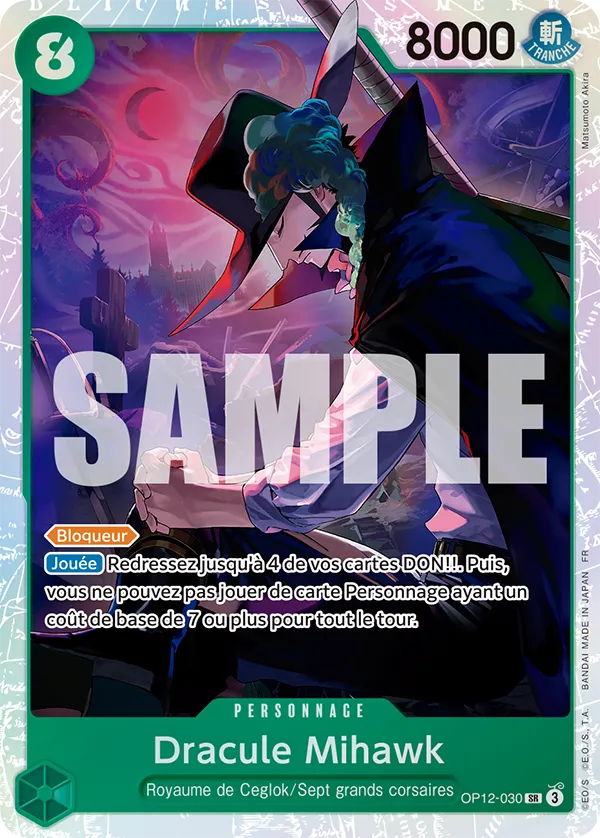 8
8000
斬
TRANCHE
Matsumoto Akira
SAMPLE
Bloqueur
Jouée Redressez jusqu'à 4 de vos cartes DON!!. Puis,
vous ne pouvez pas jouer de carte Personnage ayant un
coût de base de 7 ou plus pour tout le tour.
PERSONNAGE
Dracule Mihawk
Royaume de Ceglok/Sept grands corsaires
OP12-030 SR 3
©EO/S ©E.O./S., T.A. BANDAI MADE IN JAPAN FR